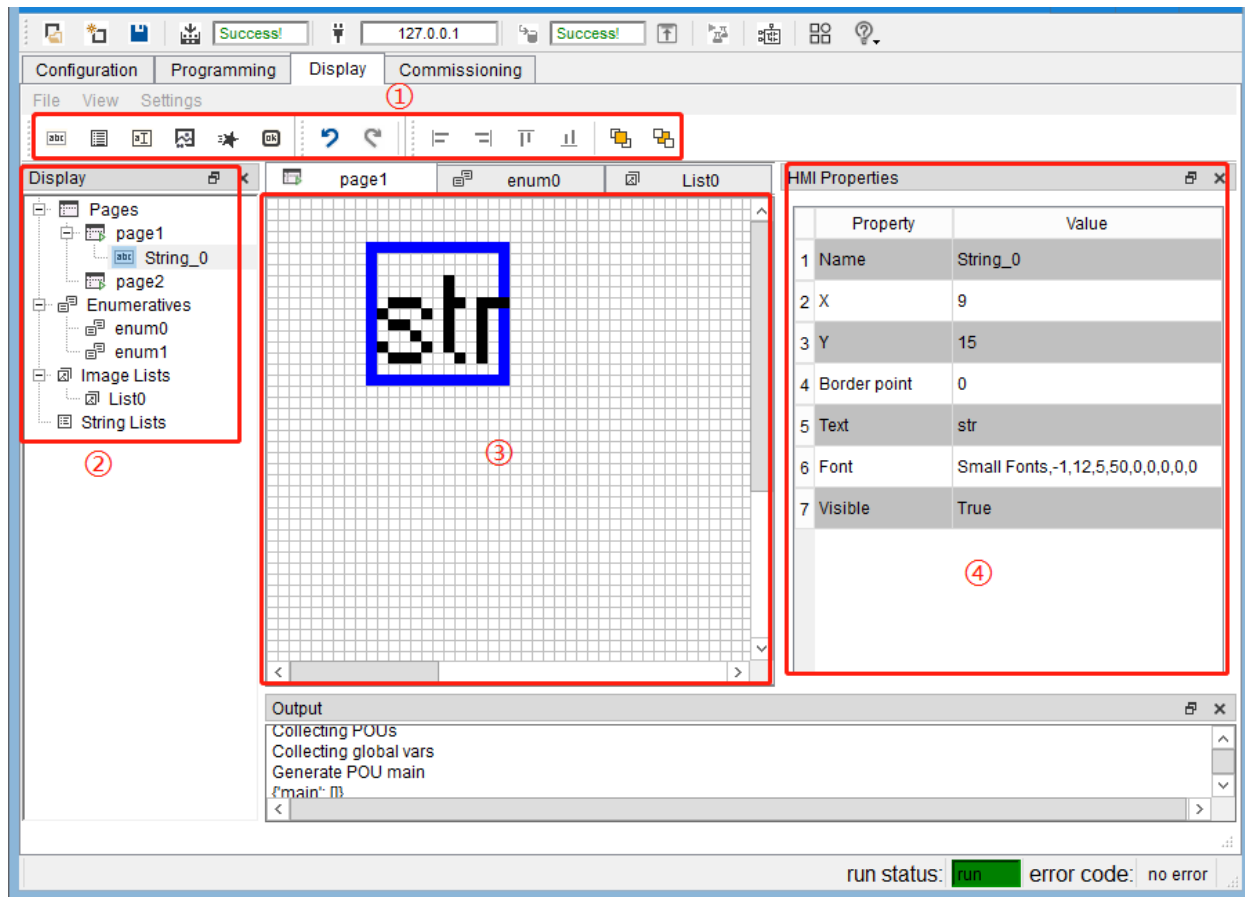 Success! 127.0.0.1 Success!
Configuration Programming Display Commissioning
File View Settings
①
abc aI ok
Display
page1 enum0 List0
HMI Properties
Pages
page1
abc String_0
page2
Enumeratives
enum0
enum1
Image Lists
List0
String Lists
②
str
③
Property Value
1 Name String_0
2 X 9
3 Y 15
4 Border point 0
5 Text str
6 Font Small Fonts,-1,12,5,50,0,0,0,0,0
7 Visible True
④
Output
Collecting POUs
Collecting global vars
Generate POU main
{'main': []}
run status: run error code: no error